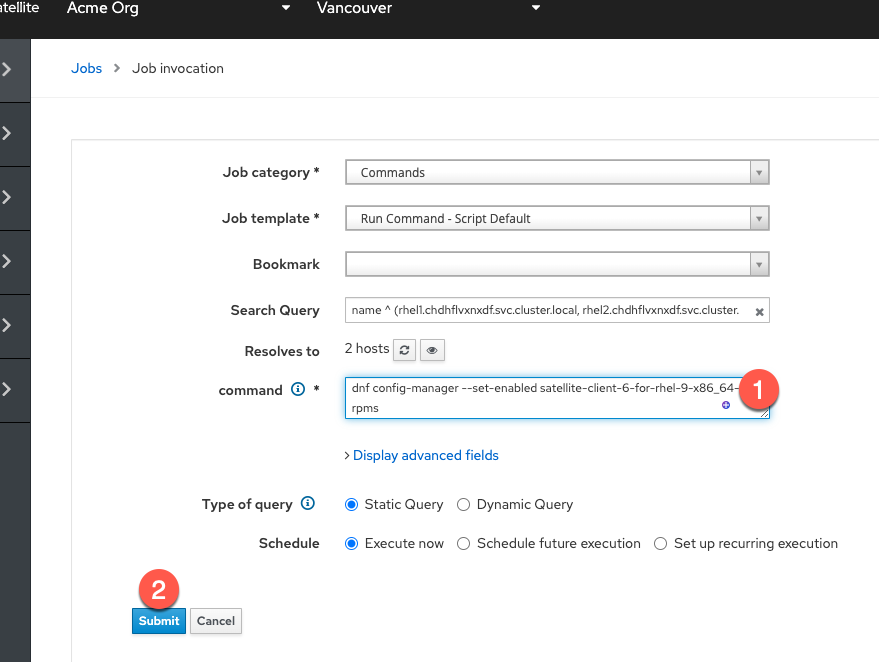 atellite Acme Org Vancouver
Jobs > Job invocation
Job category * Commands
Job template * Run Command - Script Default
Bookmark
Search Query name ^ (rhel1.chdhflvxnxdf.svc.cluster.local, rhel2.chdhflvxnxdf.svc.cluster.
Resolves to 2 hosts
command * dnf config-manager --set-enabled satellite-client-6-for-rhel-9-x86_64- 1
rpms
> Display advanced fields
Type of query Static Query Dynamic Query
Schedule Execute now Schedule future execution Set up recurring execution
2
Submit Cancel